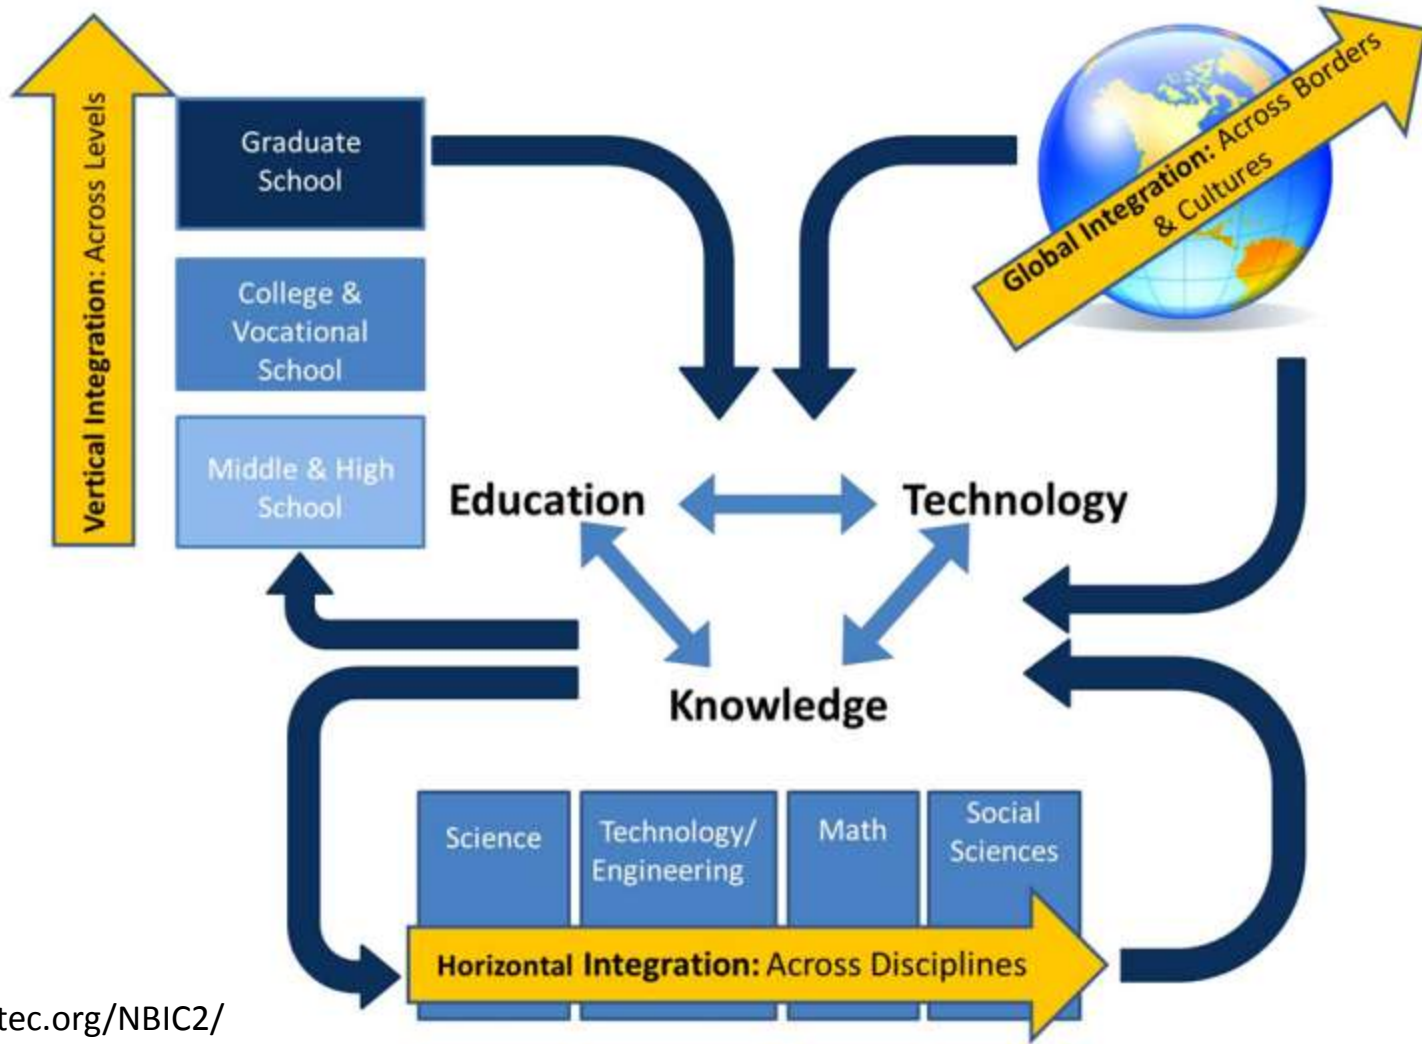 Vertical Integration: Across Levels
Graduate
School
College &
Vocational
School
Middle & High
School
Global Integration: Across Borders
& Cultures
Education
Technology
Knowledge
Science
Technology/
Engineering
Math
Social
Sciences
Horizontal Integration: Across Disciplines
tec.org/NBIC2/